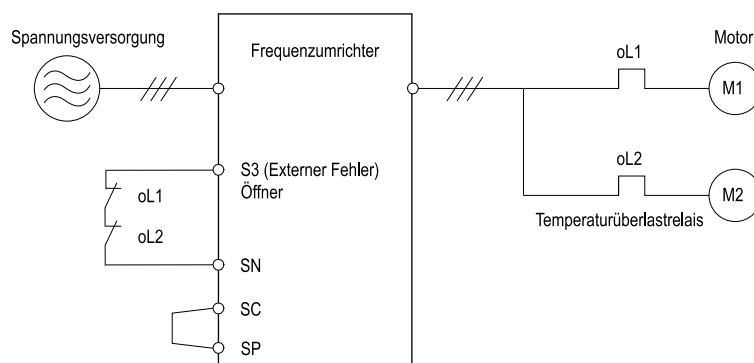 Spannungsversorgung
Frequenzumrichter
oL1
Motor
M1
S3 (Externer Fehler)
Öffner
oL1
oL2
oL2
M2
Temperaturüberlastrelais
SN
SC
SP